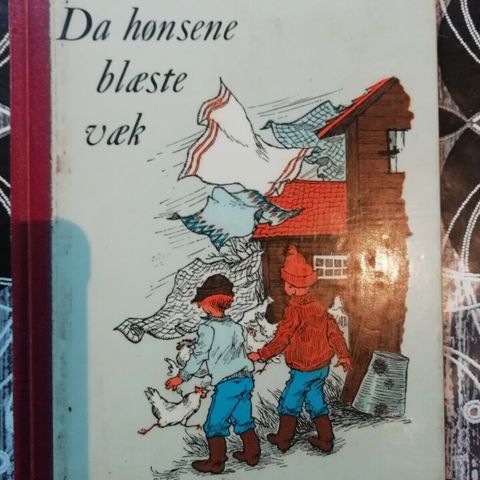 Da hønsene
blæste
væk